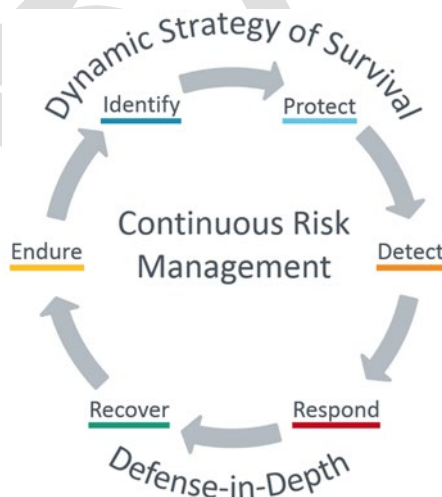 Dynamic Strategy of Survival
Identify
Protect
Continuous Risk
Management
Endure
Detect
Recover
Respond
Defense-in-Depth